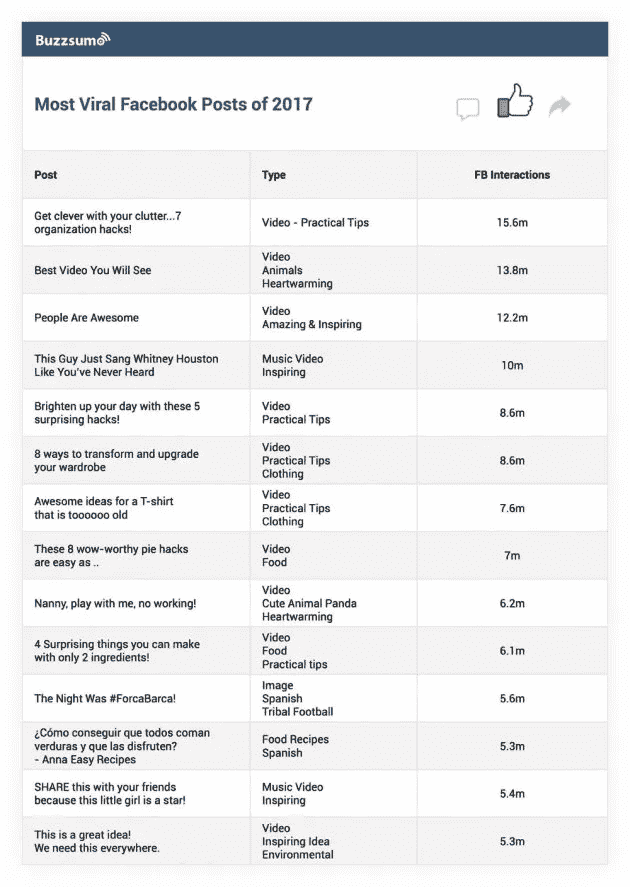 Buzzsumo
Most Viral Facebook Posts of 2017
Post Type FB Interactions
Get clever with your clutter...7
organization hacks!
Video - Practical Tips
15.6m
Best Video You Will See
Video
Animals
Heartwarming
13.8m
People Are Awesome
Video
Amazing & Inspiring
12.2m
This Guy Just Sang Whitney Houston
Like You've Never Heard
Music Video
Inspiring
10m
Brighten up your day with these 5
surprising hacks!
Video
Practical Tips
8.6m
8 ways to transform and upgrade
your wardrobe
Video
Practical Tips
Clothing
8.6m
Awesome ideas for a T-shirt
that is toooooo old
Video
Practical Tips
Clothing
7.6m
These 8 wow-worthy pie hacks
are easy as ..
Video
Food
7m
Nanny, play with me, no working!
Video
Cute Animal Panda
Heartwarming
6.2m
4 Surprising things you can make
with only 2 ingredients!
Video
Food
Practical tips
6.1m
The Night Was #ForcaBarca!
Image
Spanish
Tribal Football
5.6m
¿Cómo conseguir que todos coman
verduras y que las disfruten?
- Anna Easy Recipes
Food Recipes
Spanish
5.3m
SHARE this with your friends
because this little girl is a star!
Music Video
Inspiring
5.4m
This is a great idea!
We need this everywhere.
Video
Inspiring Idea
Environmental
5.3m